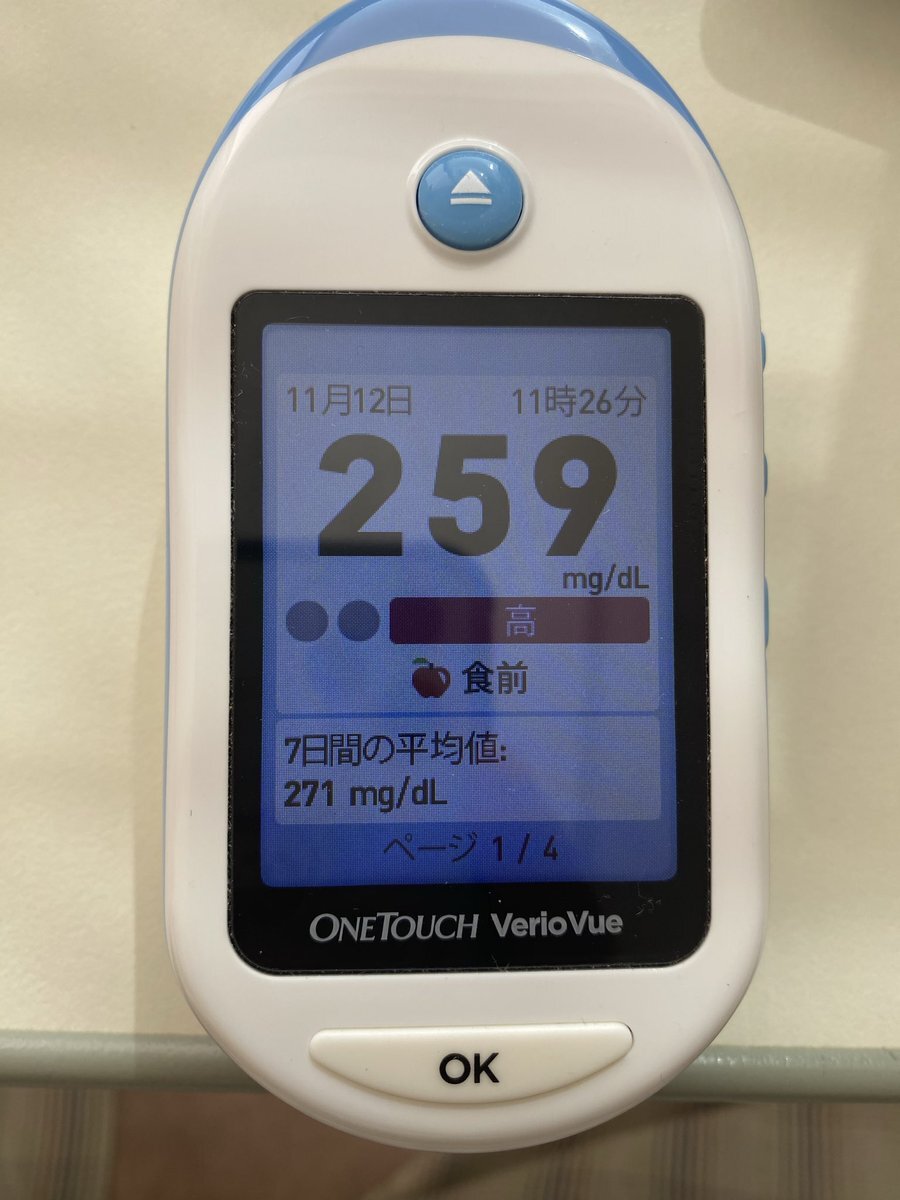 11月12日 11時26分
259
mg/dL
高
食前
7日間の平均値:
271 mg/dL
ページ 1 / 4
ONETOUCH VerioVue
OK